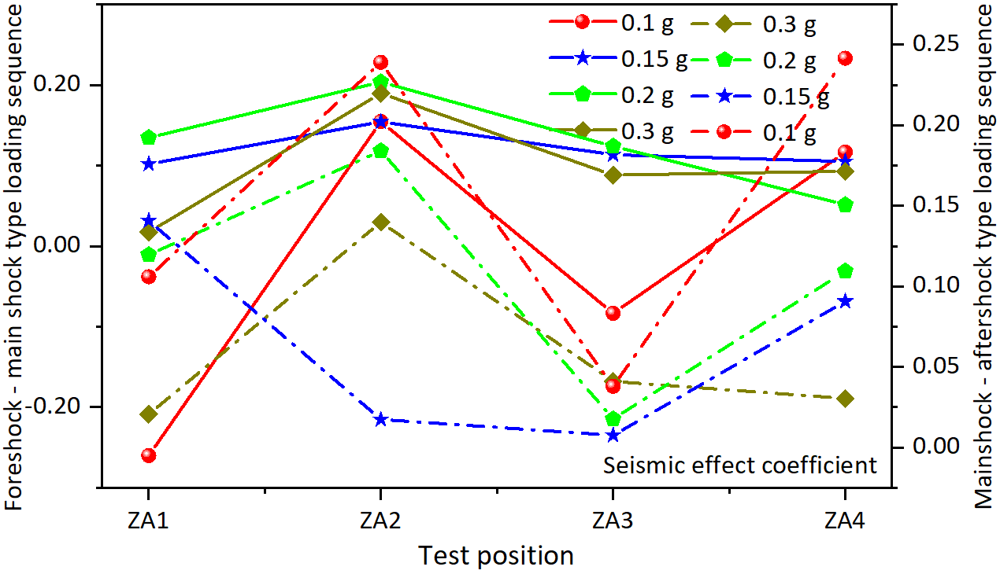 Foreshock - main shock type loading sequence
0.20
0.00
-0.20
0.1 g
0.15 g
0.2 g
0.3 g
0.3 g
0.2 g
0.15 g
0.1 g
Seismic effect coefficient
0.25
0.20
0.15
0.10
0.05
0.00
Mainshock - aftershock type loading sequence
ZA1 ZA2 ZA3 ZA4
Test position